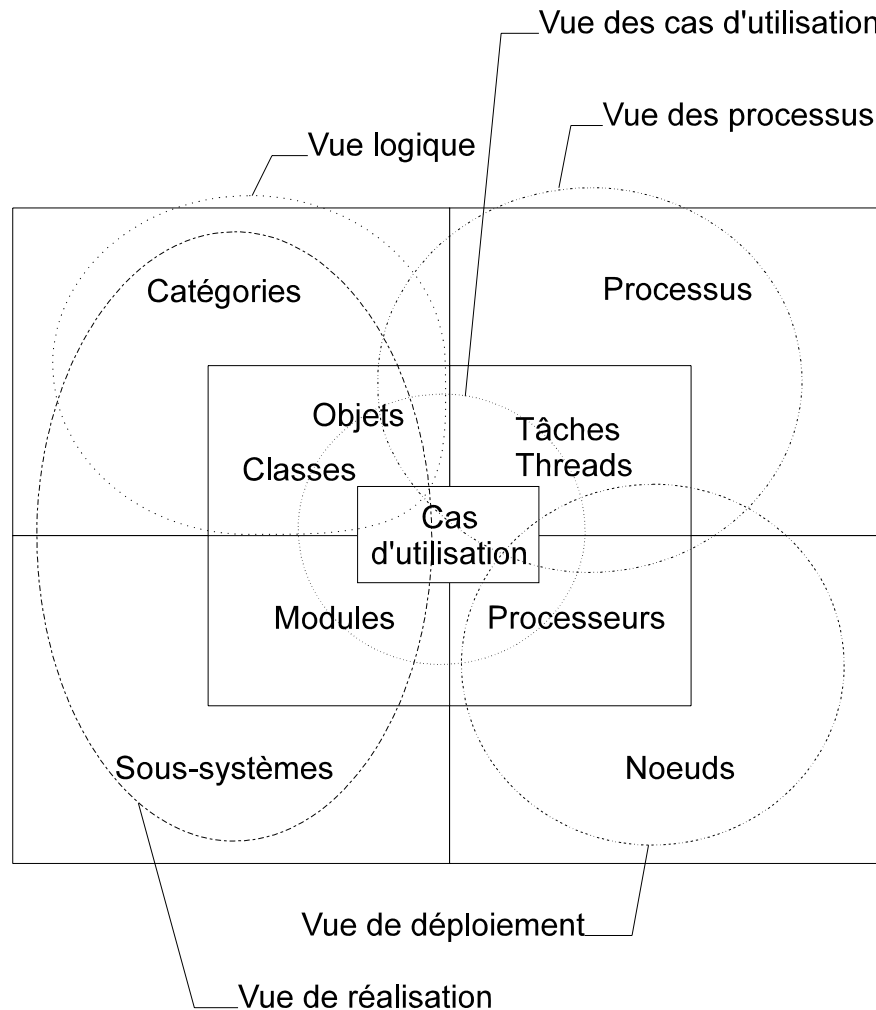 Vue des cas d'utilisation
Vue des processus
Vue logique
Catégories
Processus
Objets
Classes
Tâches
Threads
Cas
d'utilisation
Modules
Processeurs
Sous-systèmes
Noeuds
Vue de déploiement
Vue de réalisation